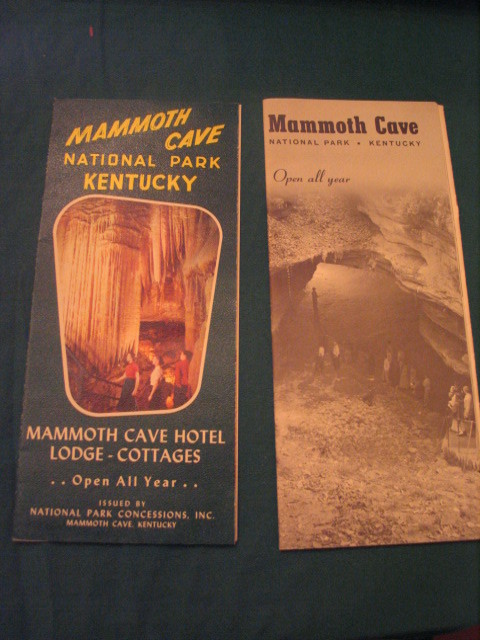 MAMMOTH
CAVE
NATIONAL PARK
KENTUCKY
MAMMOTH CAVE HOTEL
LODGE - COTTAGES
. . Open All Year . .
ISSUED BY
NATIONAL PARK CONCESSIONS, INC.
MAMMOTH CAVE, KENTUCKY
Mammoth Cave
NATIONAL PARK • KENTUCKY
Open all year